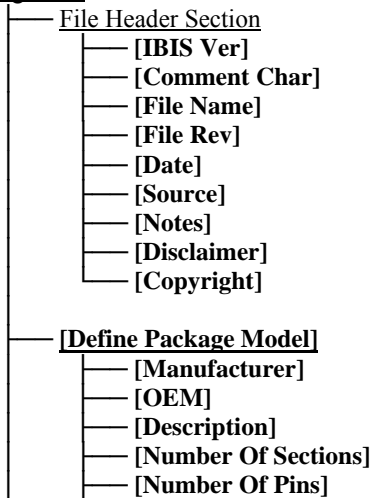 File Header Section
[IBIS Ver]
[Comment Char]
[File Name]
[File Rev]
[Date]
[Source]
[Notes]
[Disclaimer]
[Copyright]
[Define Package Model]
[Manufacturer]
[OEM]
[Description]
[Number Of Sections]
[Number Of Pins]